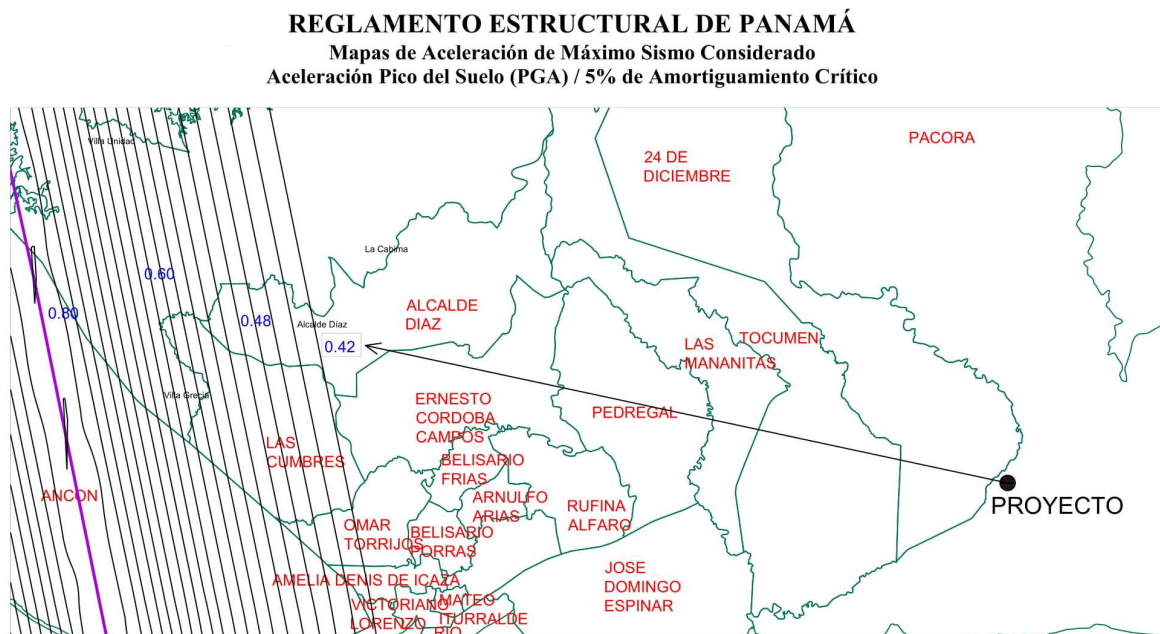 REGLAMENTO ESTRUCTURAL DE PANAMÁ
Mapas de Aceleración de Máximo Sismo Considerado
Aceleración Pico del Suelo (PGA) / 5% de Amortiguamiento Crítico
Villa Unidad
PACORA
24 DE
DICIEMBRE
La Cabima
0.60
0.80
0.48
Alcalde Díaz
0.42
ALCALDE
DIAZ
TOCUMEN
LAS
MANANITAS
Villa Grecia
ERNESTO
CORDOBA
CAMPOS
PEDREGAL
LAS
CUMBRES
BELISARIO
FRIAS
ANCON
ARNULFO
ARIAS
RUFINA
ALFARO
PROYECTO
OMAR
TORRIJOS
BELISARIO
PORRAS
AMELIA DENIS DE ICAZA
JOSE
DOMINGO
ESPINAR
VICTORIANO
LORENZO
MATEO
ITURRALDE
RIO